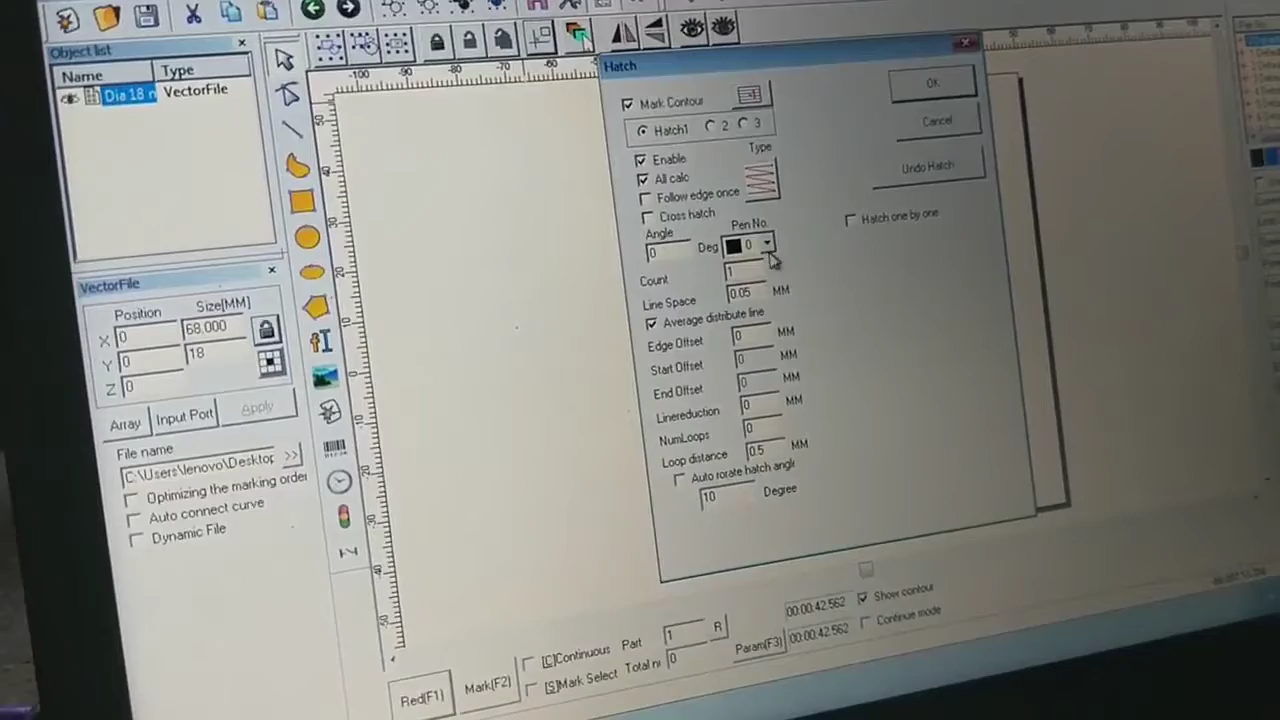 Object list
Name Type
Dia 18 VectorFile
VectorFile
Position Size[MM]
X 0 68,000
Y 0 18
Z 0
Array Input Port Apply
File name
C:\Users\lenovo\Desktop >>
Optimizing the marking order
Auto connect curve
Dynamic File
-100 -90 -80 -70 -60
Hatch
Mark Contour
OK
Hatch1 2 3
Cancel
Enable
Type
All calc
Undo Hatch
Follow edge once
Cross hatch
Hatch one by one
Angle
Pen No.
0 Deg 0
Count 1
Line Space 0.05 MM
Average distribute line
Edge Offset 0 MM
Start Offset 0 MM
End Offset 0 MM
Linereduction 0 MM
NumLoops 0
Loop distance 0.5 MM
Auto rotate hatch angle
10 Degree
Red(F1)
Mark(F2)
[C]Continuous Part 1 R
[S]Mark Select Total 0
Param(F3)
00:00:42.562 Show contour
00:00:42.562 Continue mode